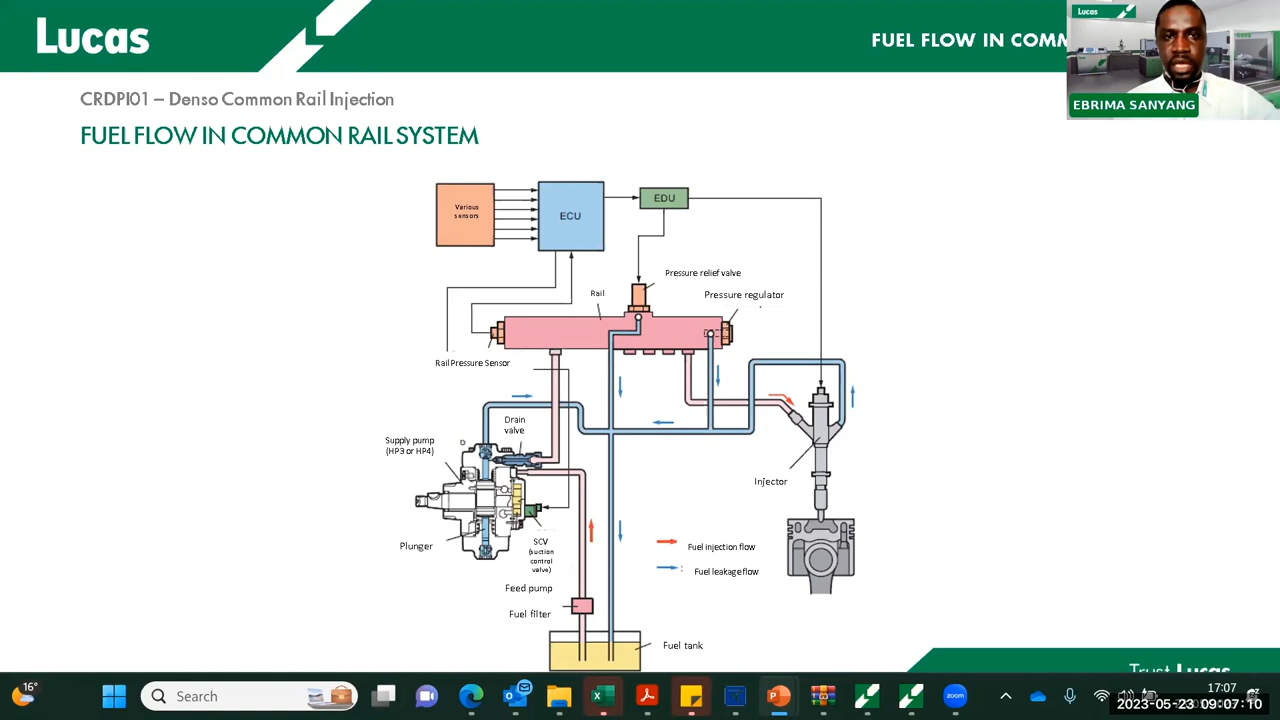 Lucas
FUEL FLOW IN COMM
Lucas
EBRIMA SANYANG
CRDPI01 – Denso Common Rail Injection
FUEL FLOW IN COMMON RAIL SYSTEM
Various
sensors
ECU
EDU
Pressure relief valve
Rail
Pressure regulator
Rail Pressure Sensor
Drain
valve
Supply pump
(HP3 or HP4)
Injector
Plunger
SCV
(suction
control
valve)
Fuel injection flow
Fuel leakage flow
Feed pump
Fuel filter
Fuel tank
Trust Lucas
16°
Search
zoom
17:07
2023-05-23 09:07:10